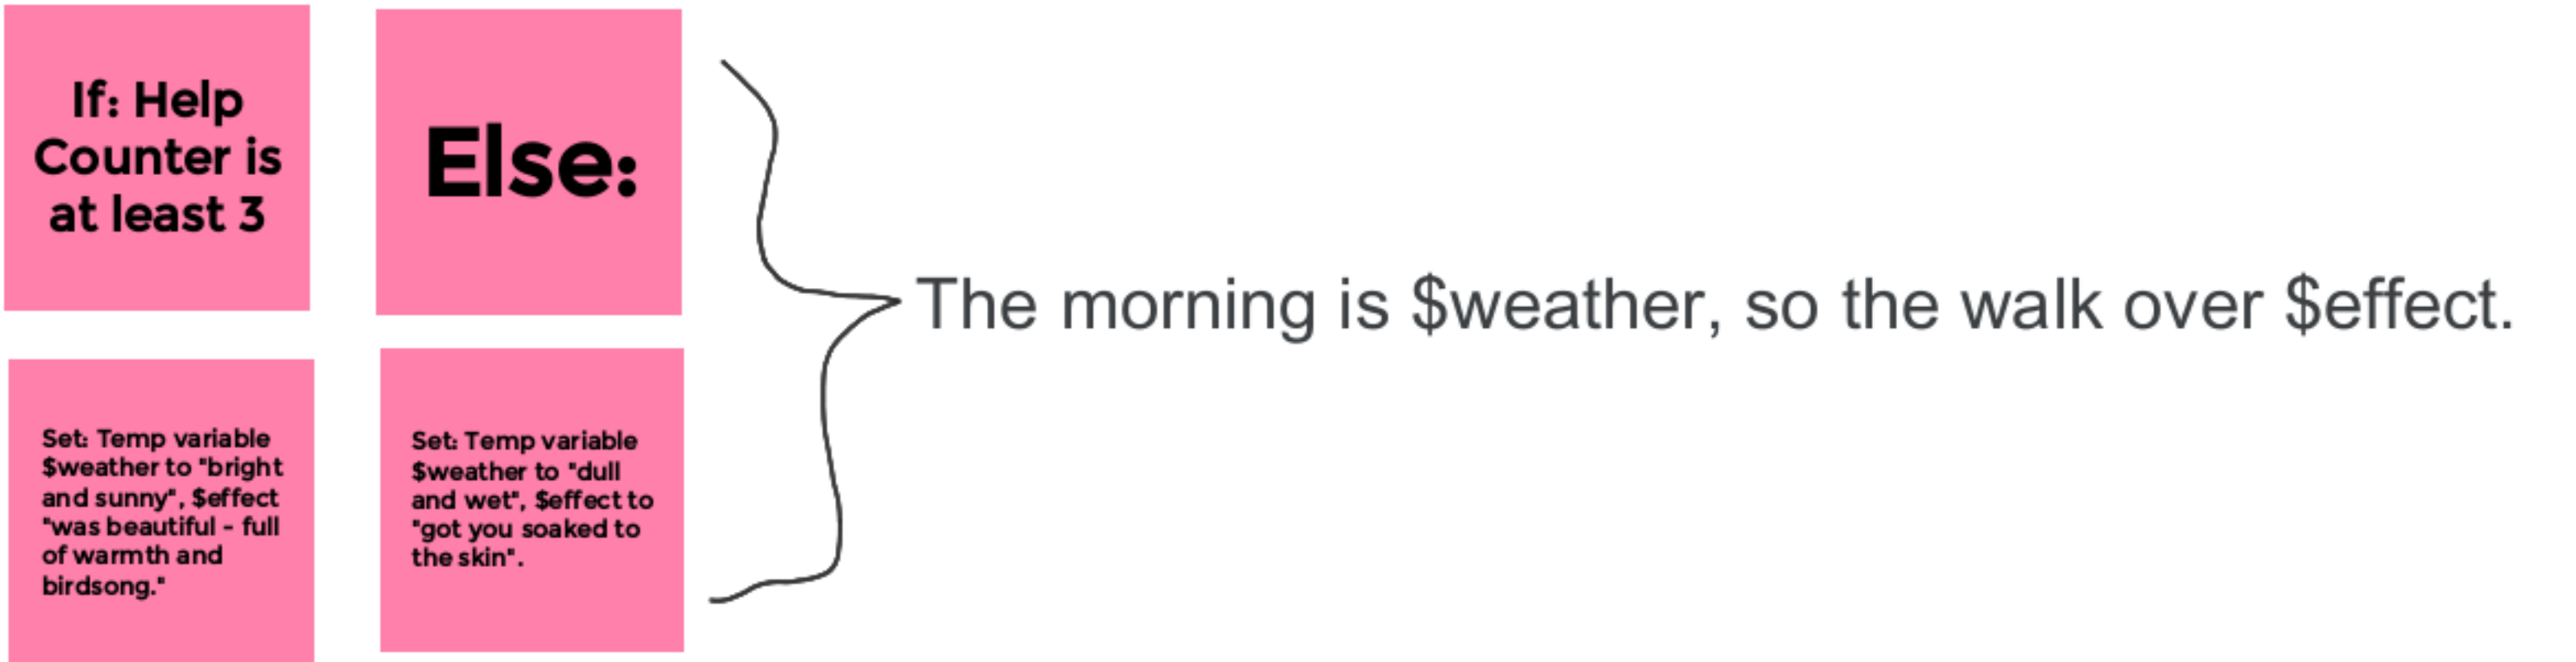 If: Help
Counter is
at least 3
Else:
Set: Temp variable
$weather to "bright
and sunny", $effect
"was beautiful - full
of warmth and
birdsong."
Set: Temp variable
$weather to "dull
and wet", $effect to
"got you soaked to
the skin".
The morning is $weather, so the walk over $effect.